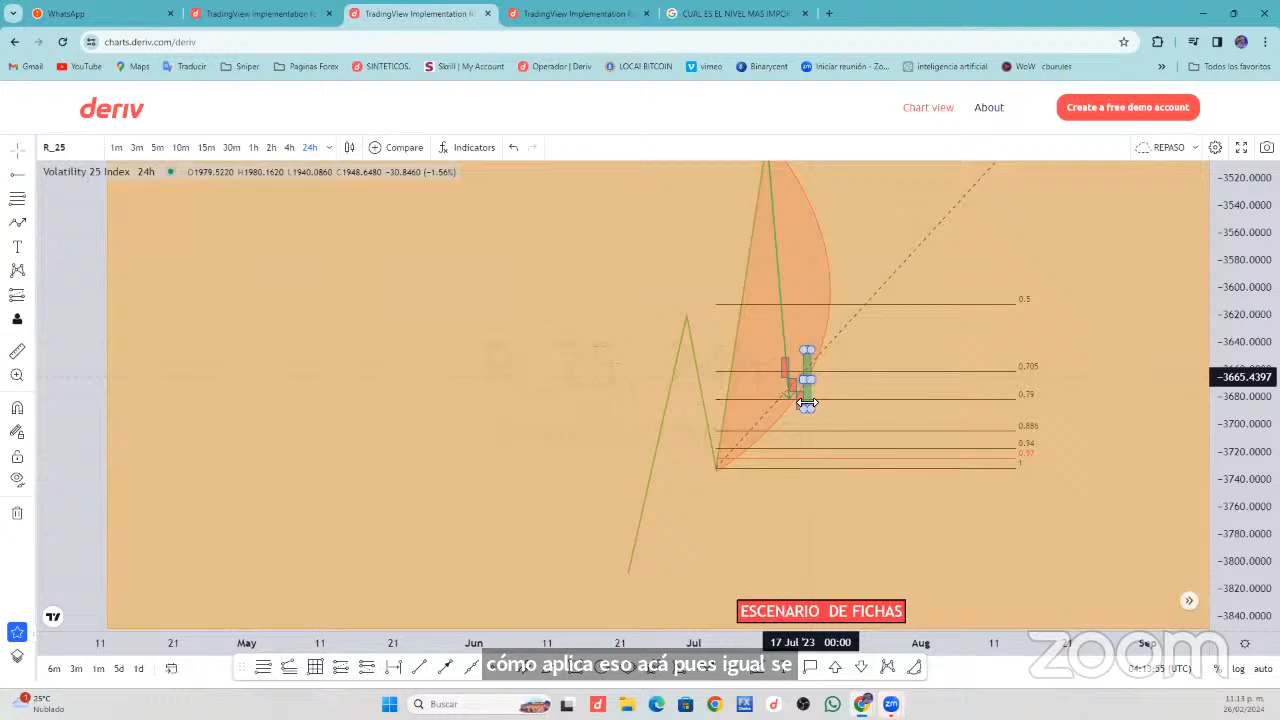 WhatsApp
TradingView Implementation R
TradingView Implementation R
TradingView Implementation R
CUAL ES EL NIVEL MAS IMPOR
charts.deriv.com/deriv
Gmail
YouTube
Maps
Traducir
Sniper
Paginas Forex
SINTETICOS.
Skrill | My Account
Operador | Deriv
LOCAl BITCOIN
vimeo
Binarycent
Iniciar reunión - Zo...
inteligencia artificial
WoW cburules
Todos los favoritos
deriv
Chart view
About
Create a free demo account
R_25
1m 3m 5m 10m 15m 30m 1h 2h 4h 24h
Compare
Indicators
REPASO
Volatility 25 Index 24h
O1979.5220 H1980.1620 L1940.0860 C1948.6480 -30.8460 (-1.56%)
-3520.0000
-3540.0000
-3560.0000
-3580.0000
-3600.0000
-3620.0000
-3640.0000
-3665.4397
-3680.0000
-3700.0000
-3720.0000
-3740.0000
-3760.0000
-3780.0000
-3800.0000
-3820.0000
-3840.0000
0.5
0.705
0.79
0.886
0.94
0.97
1
ESCENARIO DE FICHAS
11 21 May 11 21 Jun 11 21 Jul 17 Jul '23 00:00 Aug 11 21 Sep
zoom
6m 3m 1m 5d 1d
cómo aplica eso acá pues igual se
04:13:55 (UTC)
% log auto
25°C
Nublado
Buscar
11:13 p. m.
26/02/2024